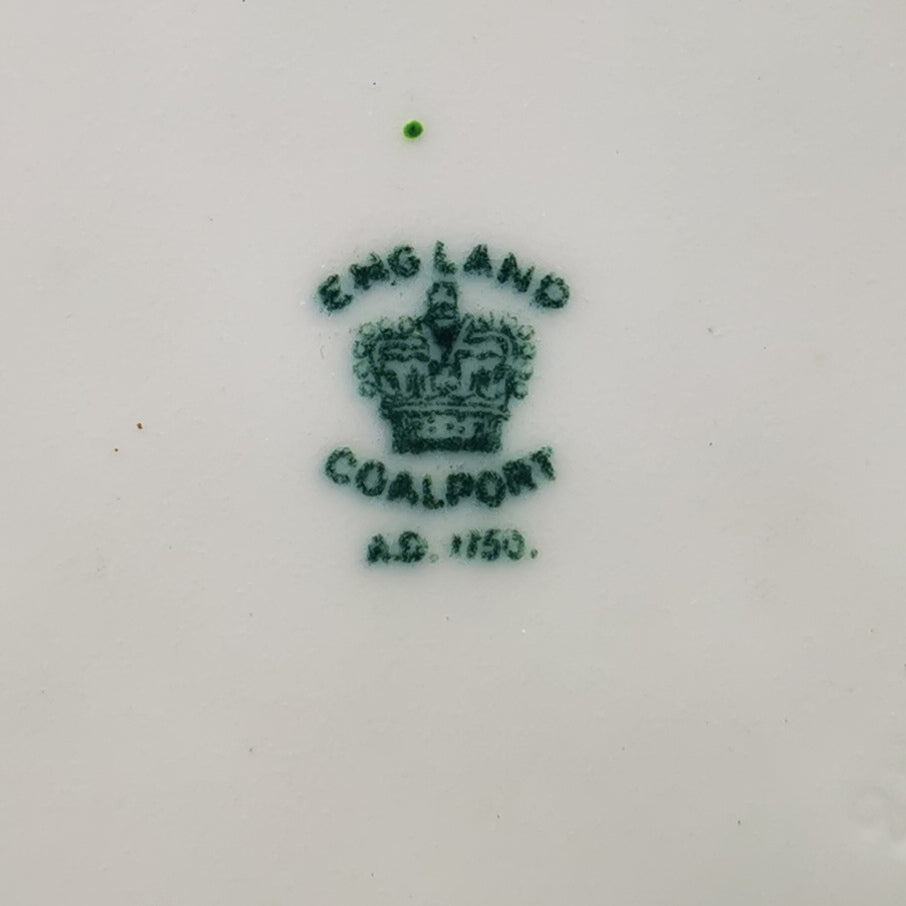 ENGLAND
COALPORT
A.D. 1750.